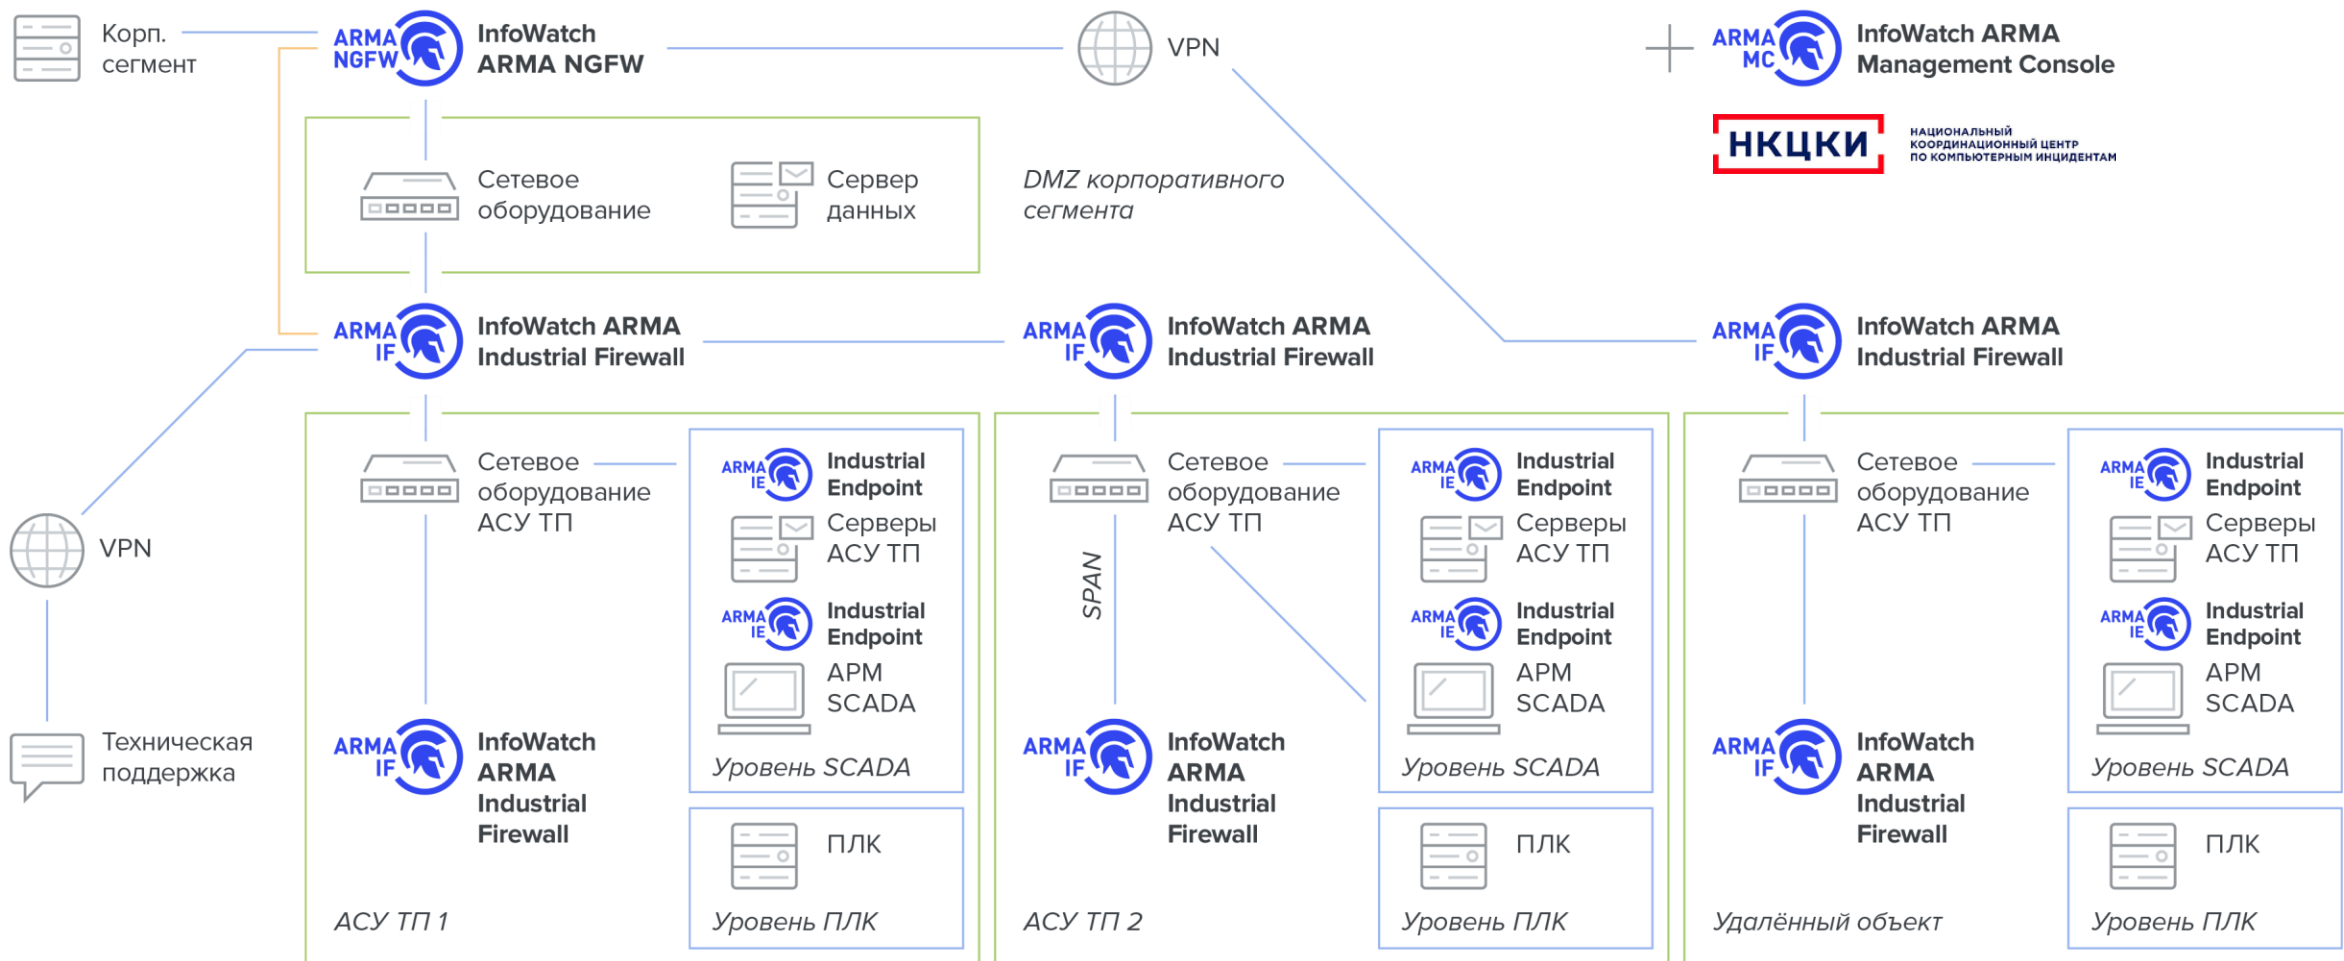 Корп.
сегмент
ARMA
NGFW
InfoWatch
ARMA NGFW
VPN
ARMA
MC
InfoWatch ARMA
Management Console
НКЦКИ
НАЦИОНАЛЬНЫЙ
КООРДИНАЦИОННЫЙ ЦЕНТР
ПО КОМПЬЮТЕРНЫМ ИНЦИДЕНТАМ
Сетевое
оборудование
Сервер
данных
DMZ корпоративного
сегмента
ARMA
IF
InfoWatch ARMA
Industrial Firewall
ARMA
IF
InfoWatch ARMA
Industrial Firewall
ARMA
IF
InfoWatch ARMA
Industrial Firewall
VPN
Техническая
поддержка
Сетевое
оборудование
АСУ ТП
ARMA
IE
Industrial
Endpoint
Серверы
АСУ ТП
ARMA
IE
Industrial
Endpoint
АРМ
SCADA
Уровень SCADA
ARMA
IF
InfoWatch
ARMA
Industrial
Firewall
ПЛК
Уровень ПЛК
АСУ ТП 1
Сетевое
оборудование
АСУ ТП
SPAN
ARMA
IE
Industrial
Endpoint
Серверы
АСУ ТП
ARMA
IE
Industrial
Endpoint
АРМ
SCADA
Уровень SCADA
ARMA
IF
InfoWatch
ARMA
Industrial
Firewall
ПЛК
Уровень ПЛК
АСУ ТП 2
Сетевое
оборудование
АСУ ТП
ARMA
IE
Industrial
Endpoint
Серверы
АСУ ТП
ARMA
IE
Industrial
Endpoint
АРМ
SCADA
Уровень SCADA
ARMA
IF
InfoWatch
ARMA
Industrial
Firewall
ПЛК
Уровень ПЛК
Удалённый объект